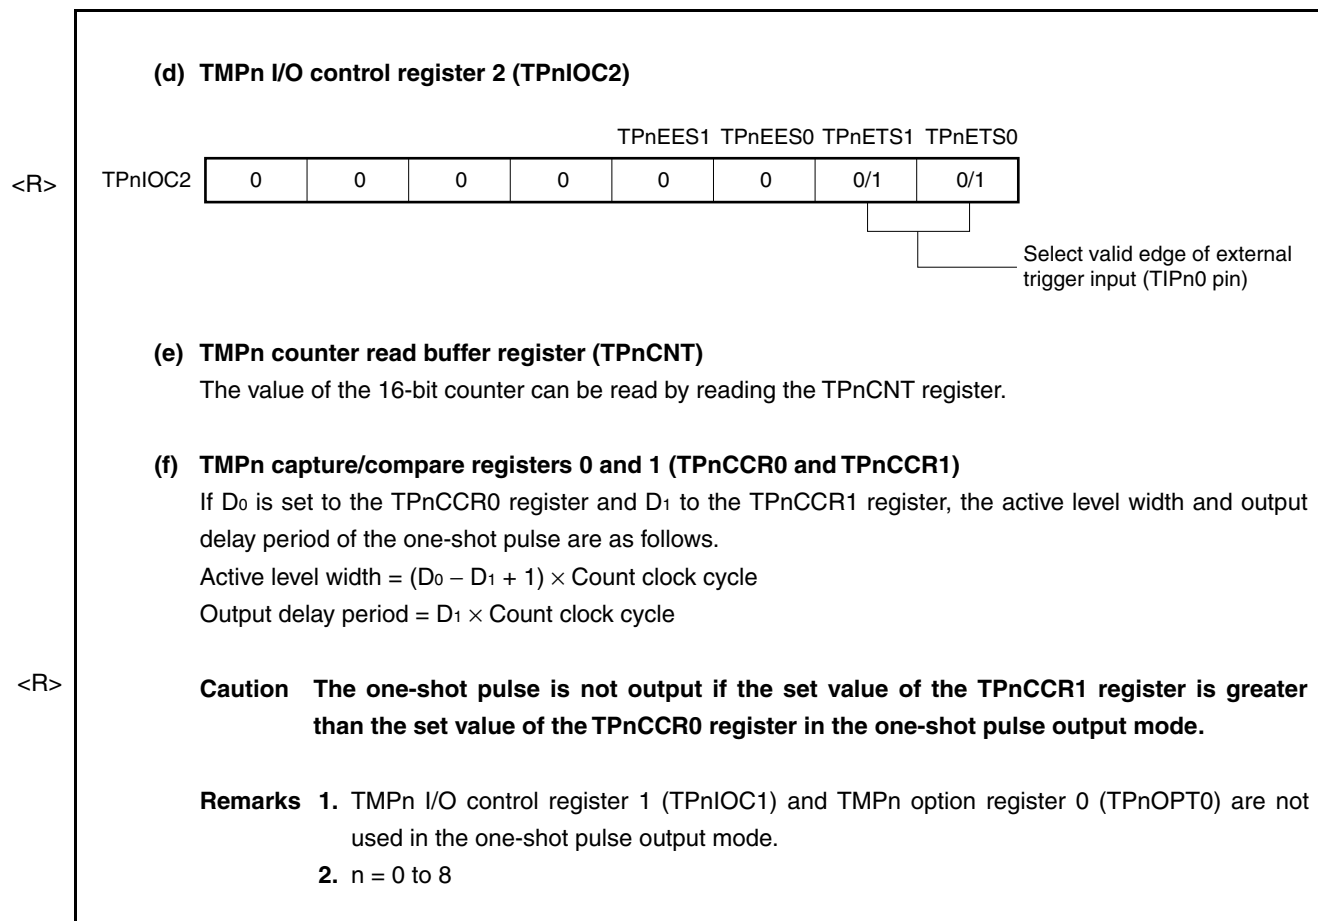 (d) TMPn I/O control register 2 (TPnIOC2)
TPnEES1 TPnEES0 TPnETS1 TPnETS0
<R> TPnIOC2 0 0 0 0 0 0 0/1 0/1
Select valid edge of external
trigger input (TIPn0 pin)
(e) TMPn counter read buffer register (TPnCNT)
The value of the 16-bit counter can be read by reading the TPnCNT register.
(f) TMPn capture/compare registers 0 and 1 (TPnCCR0 and TPnCCR1)
If D0 is set to the TPnCCR0 register and D1 to the TPnCCR1 register, the active level width and output
delay period of the one-shot pulse are as follows.
Active level width = (D0 − D1 + 1) × Count clock cycle
Output delay period = D1 × Count clock cycle
<R> Caution The one-shot pulse is not output if the set value of the TPnCCR1 register is greater
than the set value of the TPnCCR0 register in the one-shot pulse output mode.
Remarks 1. TMPn I/O control register 1 (TPnIOC1) and TMPn option register 0 (TPnOPT0) are not
used in the one-shot pulse output mode.
2. n = 0 to 8